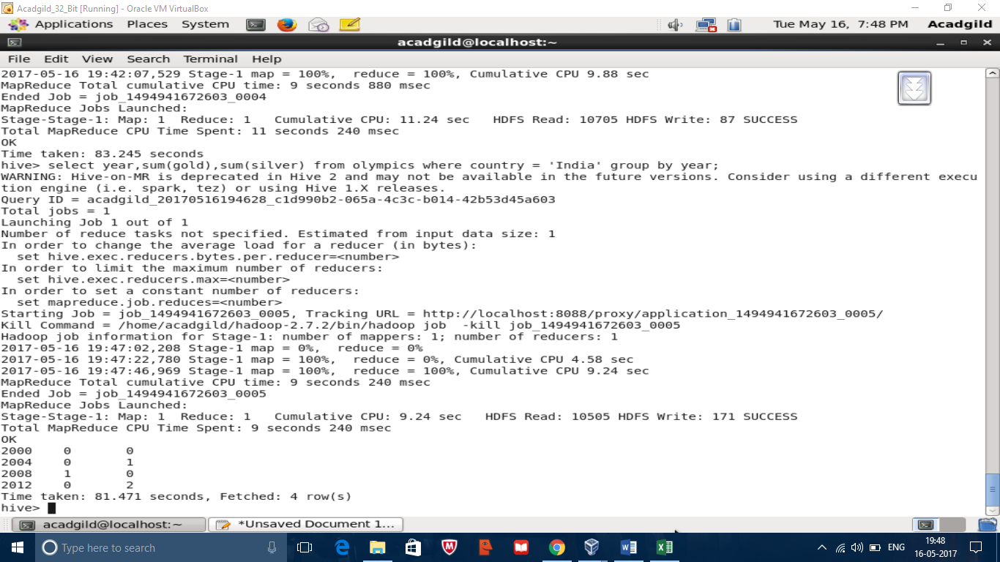 Acadgild_32_Bit [Running] - Oracle VM VirtualBox
Applications Places System Tue May 16, 7:48 PM Acadgild
acadgild@localhost:~
File Edit View Search Terminal Help
2017-05-16 19:42:07,529 Stage-1 map = 100%,  reduce = 100%, Cumulative CPU 9.88 sec
MapReduce Total cumulative CPU time: 9 seconds 880 msec
Ended Job = job_1494941672603_0004
MapReduce Jobs Launched:
Stage-Stage-1: Map: 1  Reduce: 1   Cumulative CPU: 11.24 sec   HDFS Read: 10705 HDFS Write: 87 SUCCESS
Total MapReduce CPU Time Spent: 11 seconds 240 msec
OK
Time taken: 83.245 seconds
hive> select year,sum(gold),sum(silver) from olympics where country = 'India' group by year;
WARNING: Hive-on-MR is deprecated in Hive 2 and may not be available in the future versions. Consider using a different execu
tion engine (i.e. spark, tez) or using Hive 1.X releases.
Query ID = acadgild_20170516194628_c1d990b2-065a-4c3c-b014-42b53d45a603
Total jobs = 1
Launching Job 1 out of 1
Number of reduce tasks not specified. Estimated from input data size: 1
In order to change the average load for a reducer (in bytes):
  set hive.exec.reducers.bytes.per.reducer=<number>
In order to limit the maximum number of reducers:
  set hive.exec.reducers.max=<number>
In order to set a constant number of reducers:
  set mapreduce.job.reduces=<number>
Starting Job = job_1494941672603_0005, Tracking URL = http://localhost:8088/proxy/application_1494941672603_0005/
Kill Command = /home/acadgild/hadoop-2.7.2/bin/hadoop job  -kill job_1494941672603_0005
Hadoop job information for Stage-1: number of mappers: 1; number of reducers: 1
2017-05-16 19:47:02,208 Stage-1 map = 0%,  reduce = 0%
2017-05-16 19:47:22,780 Stage-1 map = 100%,  reduce = 0%, Cumulative CPU 4.58 sec
2017-05-16 19:47:46,969 Stage-1 map = 100%,  reduce = 100%, Cumulative CPU 9.24 sec
MapReduce Total cumulative CPU time: 9 seconds 240 msec
Ended Job = job_1494941672603_0005
MapReduce Jobs Launched:
Stage-Stage-1: Map: 1  Reduce: 1   Cumulative CPU: 9.24 sec   HDFS Read: 10505 HDFS Write: 171 SUCCESS
Total MapReduce CPU Time Spent: 9 seconds 240 msec
OK
2000    0       0
2004    0       1
2008    1       0
2012    0       2
Time taken: 81.471 seconds, Fetched: 4 row(s)
hive>
acadgild@localhost:~ *Unsaved Document 1...
Type here to search ENG 19:48
16-05-2017